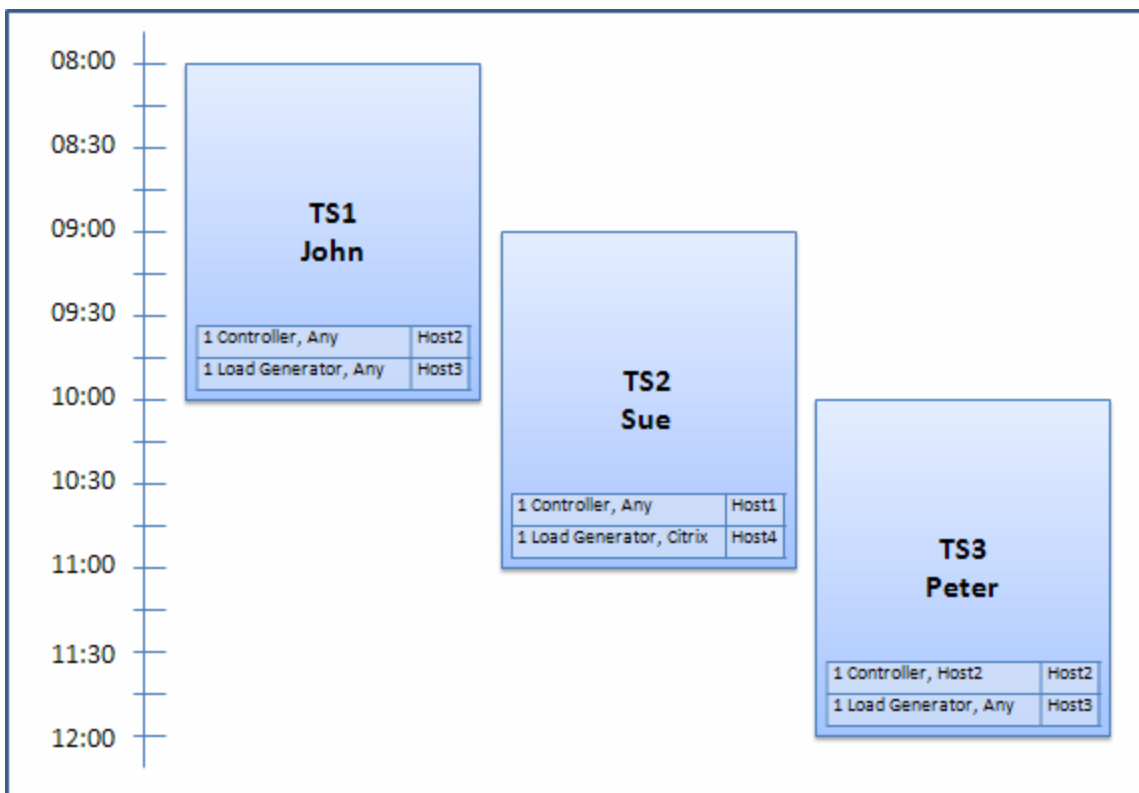 08:00
08:30
09:00
09:30
10:00
10:30
11:00
11:30
12:00
TS1
John
1 Controller, Any Host2
1 Load Generator, Any Host3
TS2
Sue
1 Controller, Any Host1
1 Load Generator, Citrix Host4
TS3
Peter
1 Controller, Host2 Host2
1 Load Generator, Any Host3